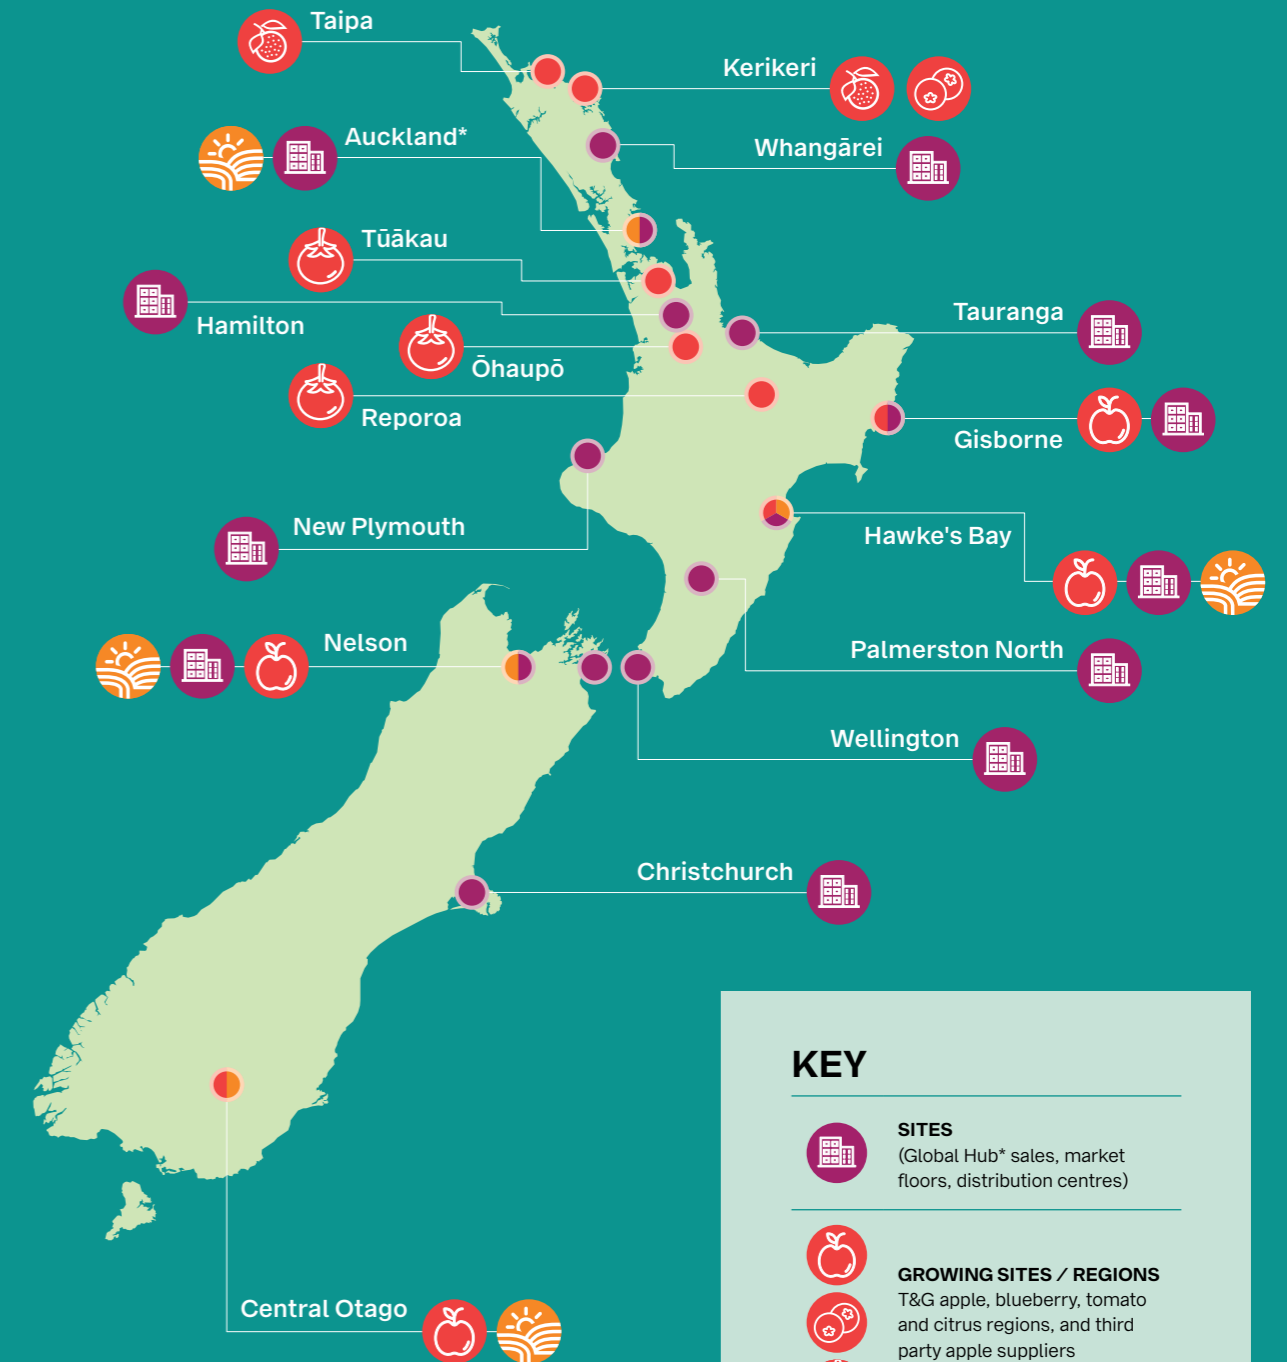 Taipa
Kerikeri
Auckland*
Whangārei
Tūākau
Hamilton
Tauranga
Ōhaupō
Reporoa
Gisborne
New Plymouth
Hawke's Bay
Nelson
Palmerston North
Wellington
Christchurch
Central Otago
KEY
SITES
(Global Hub* sales, market
floors, distribution centres)
GROWING SITES / REGIONS
T&G apple, blueberry, tomato
and citrus regions, and third
party apple suppliers